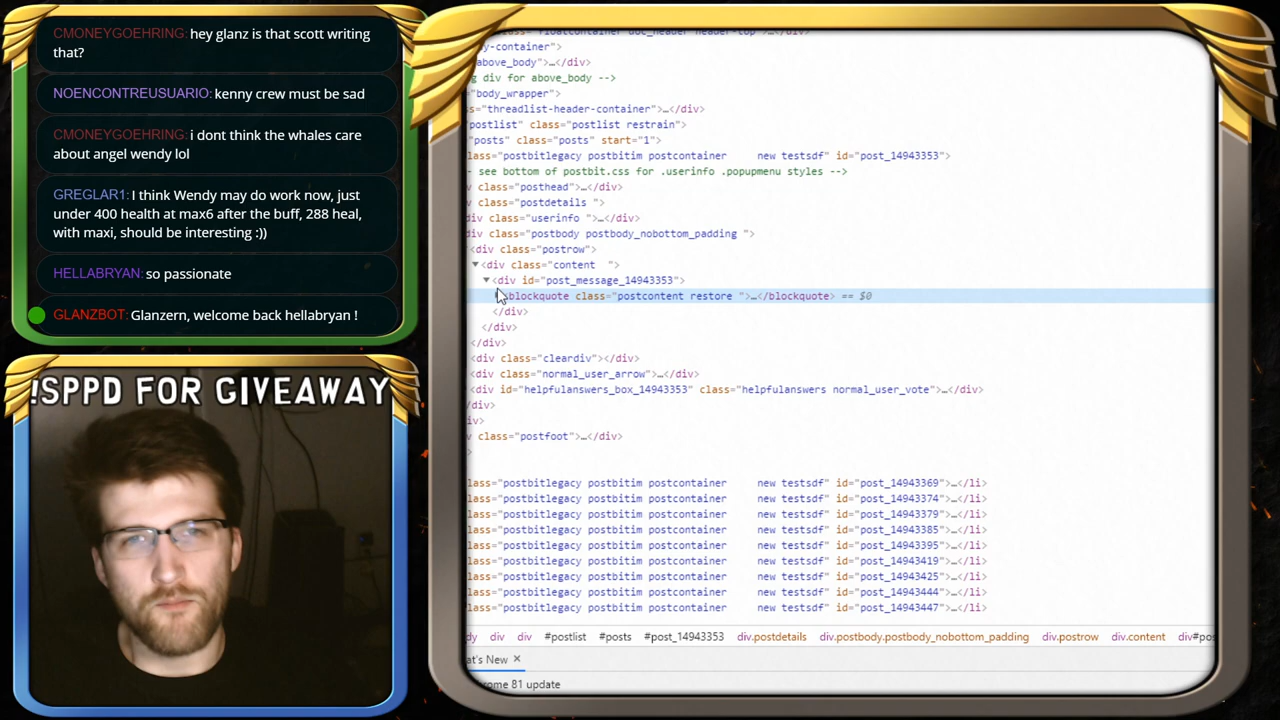 CMONEYGOEHRING: hey glanz is that scott writing
that?
NOENCONTREUSUARIO: kenny crew must be sad
CMONEYGOEHRING: i dont think the whales care
about angel wendy lol
GREGLAR1: I think Wendy may do work now, just
under 400 health at max6 after the buff, 288 heal,
with maxi, should be interesting :))
HELLABRYAN: so passionate
GLANZBOT: Glanzern, welcome back hellabryan !
!SPPD FOR GIVEAWAY
floatcontainer doc_header header-top">…</div>
y-container">
above_body">…</div>
g div for above_body -->
"body_wrapper">
s="threadlist-header-container">…</div>
"postlist" class="postlist restrain">
"posts" class="posts" start="1">
lass="postbitlegacy postbitim postcontainer     new testsdf" id="post_14943353">
- see bottom of postbit.css for .userinfo .popupmenu styles -->
v class="posthead">…</div>
v class="postdetails ">
div class="userinfo ">…</div>
div class="postbody postbody_nobottom_padding ">
<div class="postrow">
▼<div class="content  ">
▼<div id="post_message_14943353">
<blockquote class="postcontent restore ">…</blockquote> == $0
</div>
</div>
</div>
<div class="cleardiv"></div>
<div class="normal_user_arrow">…</div>
<div id="helpfulanswers_box_14943353" class="helpfulanswers normal_user_vote">…</div>
/div>
iv>
v class="postfoot">…</div>
>
lass="postbitlegacy postbitim postcontainer     new testsdf" id="post_14943369">…</li>
lass="postbitlegacy postbitim postcontainer     new testsdf" id="post_14943374">…</li>
lass="postbitlegacy postbitim postcontainer     new testsdf" id="post_14943379">…</li>
lass="postbitlegacy postbitim postcontainer     new testsdf" id="post_14943385">…</li>
lass="postbitlegacy postbitim postcontainer     new testsdf" id="post_14943395">…</li>
lass="postbitlegacy postbitim postcontainer     new testsdf" id="post_14943419">…</li>
lass="postbitlegacy postbitim postcontainer     new testsdf" id="post_14943425">…</li>
lass="postbitlegacy postbitim postcontainer     new testsdf" id="post_14943444">…</li>
lass="postbitlegacy postbitim postcontainer     new testsdf" id="post_14943447">…</li>
dy div div #postlist #posts #post_14943353 div.postdetails div.postbody.postbody_nobottom_padding div.postrow div.content div#pos
at's New ×
rome 81 update